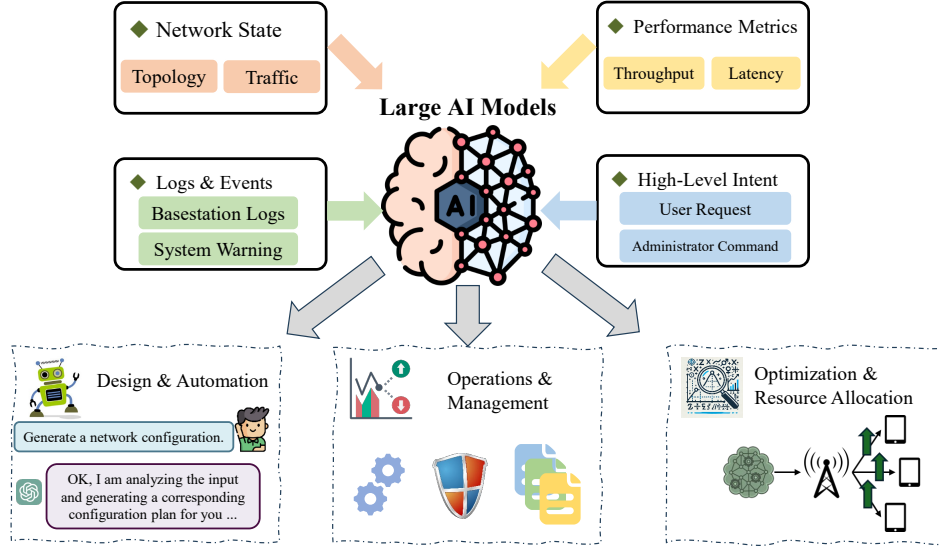 Network State
Topology
Traffic
Performance Metrics
Throughput
Latency
Large AI Models
AI
Logs & Events
Basestation Logs
System Warning
High-Level Intent
User Request
Administrator Command
Design & Automation
Generate a network configuration.
OK, I am analyzing the input
and generating a corresponding
configuration plan for you ...
Operations &
Management
Optimization &
Resource Allocation